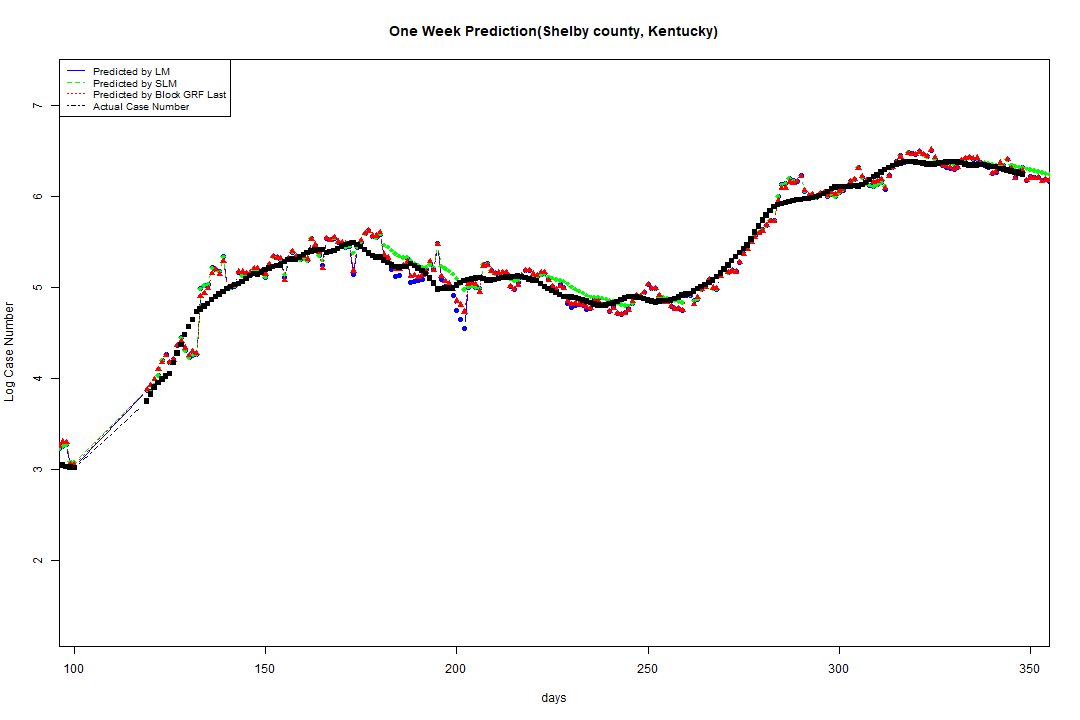 One Week Prediction(Shelby county, Kentucky)
Predicted by LM
Predicted by SLM
Predicted by Block GRF Last
Actual Case Number
7
6
5
4
3
2
Log Case Number
100 150 200 250 300 350
days